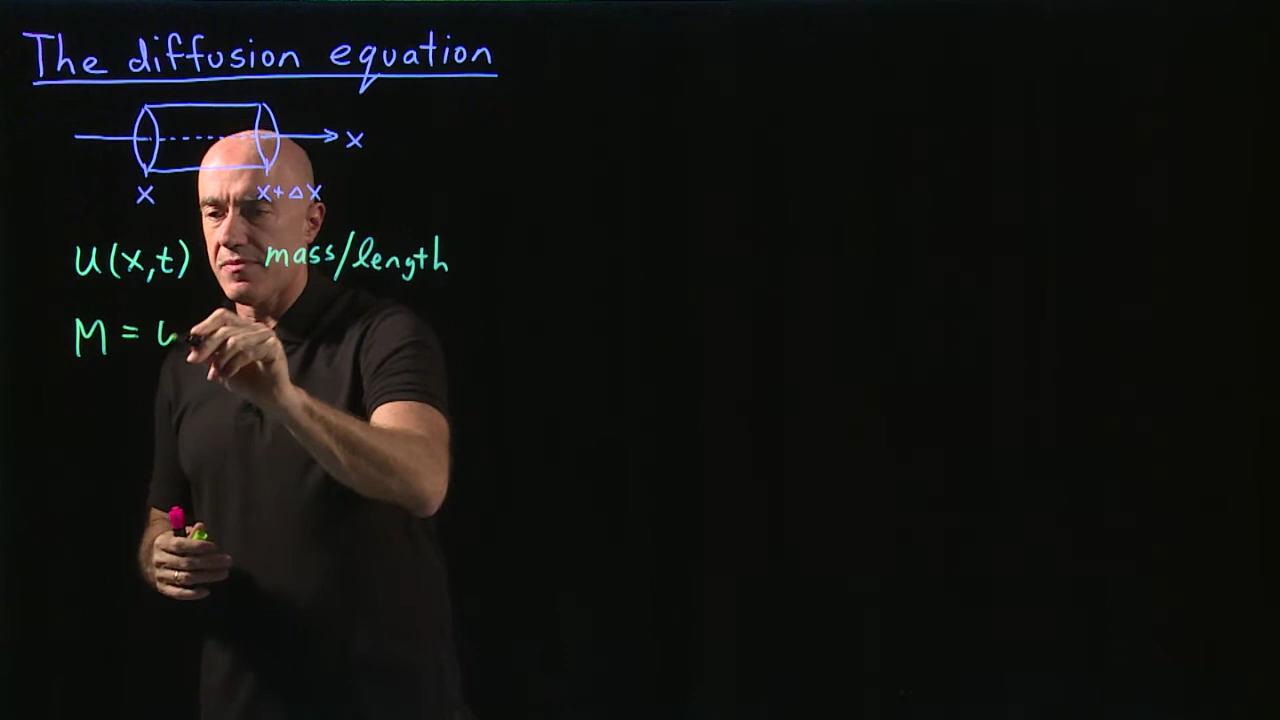 The diffusion equation
x
x x+Δx
u(x,t) mass/length
M = u